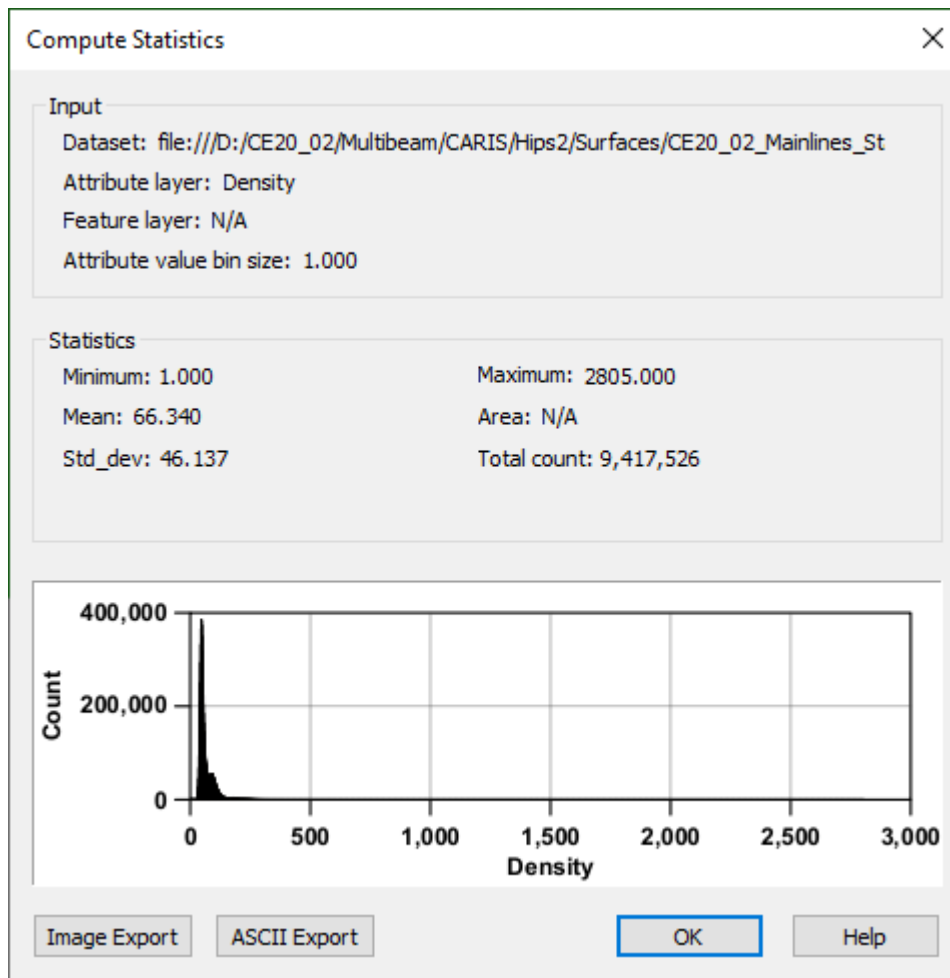 Compute Statistics
Input
Dataset: file:///D:/CE20_02/Multibeam/CARIS/Hips2/Surfaces/CE20_02_Mainlines_St
Attribute layer: Density
Feature layer: N/A
Attribute value bin size: 1.000
Statistics
Minimum: 1.000 Maximum: 2805.000
Mean: 66.340 Area: N/A
Std_dev: 46.137 Total count: 9,417,526
400,000
200,000
0
Count
0 500 1,000 1,500 2,000 2,500 3,000
Density
Image Export ASCII Export OK Help